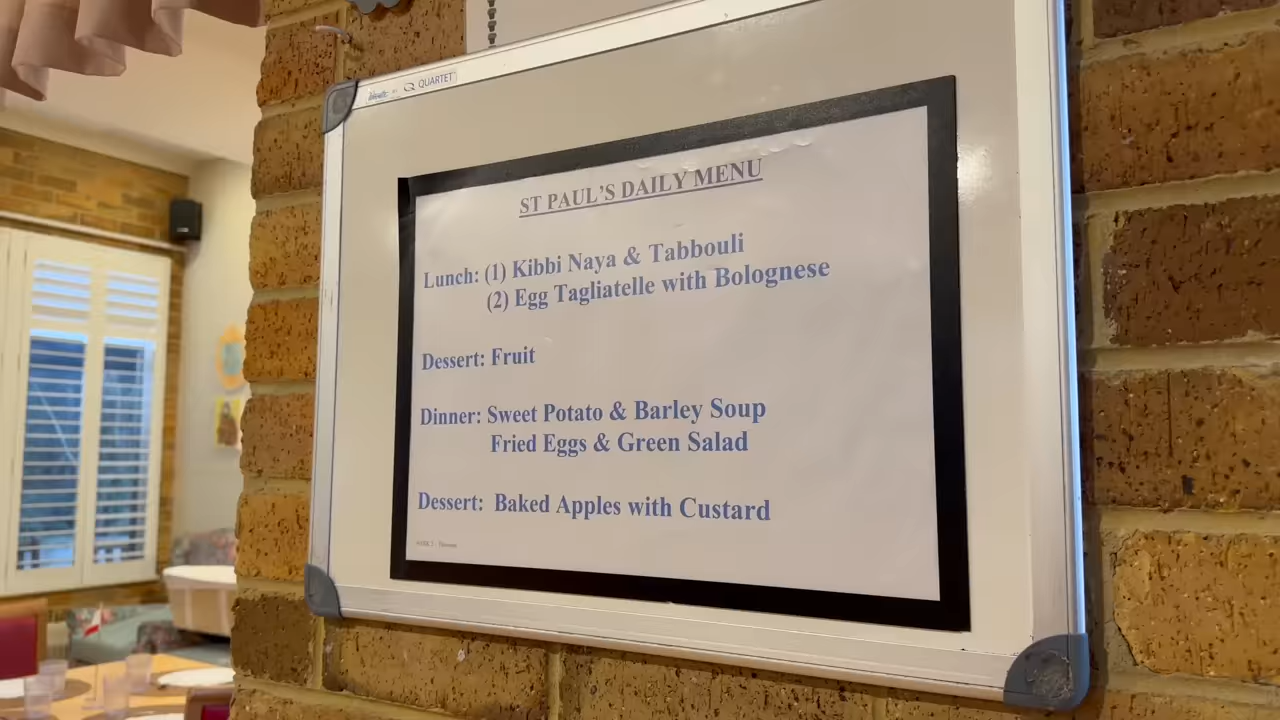 QUARTET
ST PAUL'S DAILY MENU
Lunch: (1) Kibbi Naya & Tabbouli
(2) Egg Tagliatelle with Bolognese
Dessert: Fruit
Dinner: Sweet Potato & Barley Soup
Fried Eggs & Green Salad
Dessert: Baked Apples with Custard